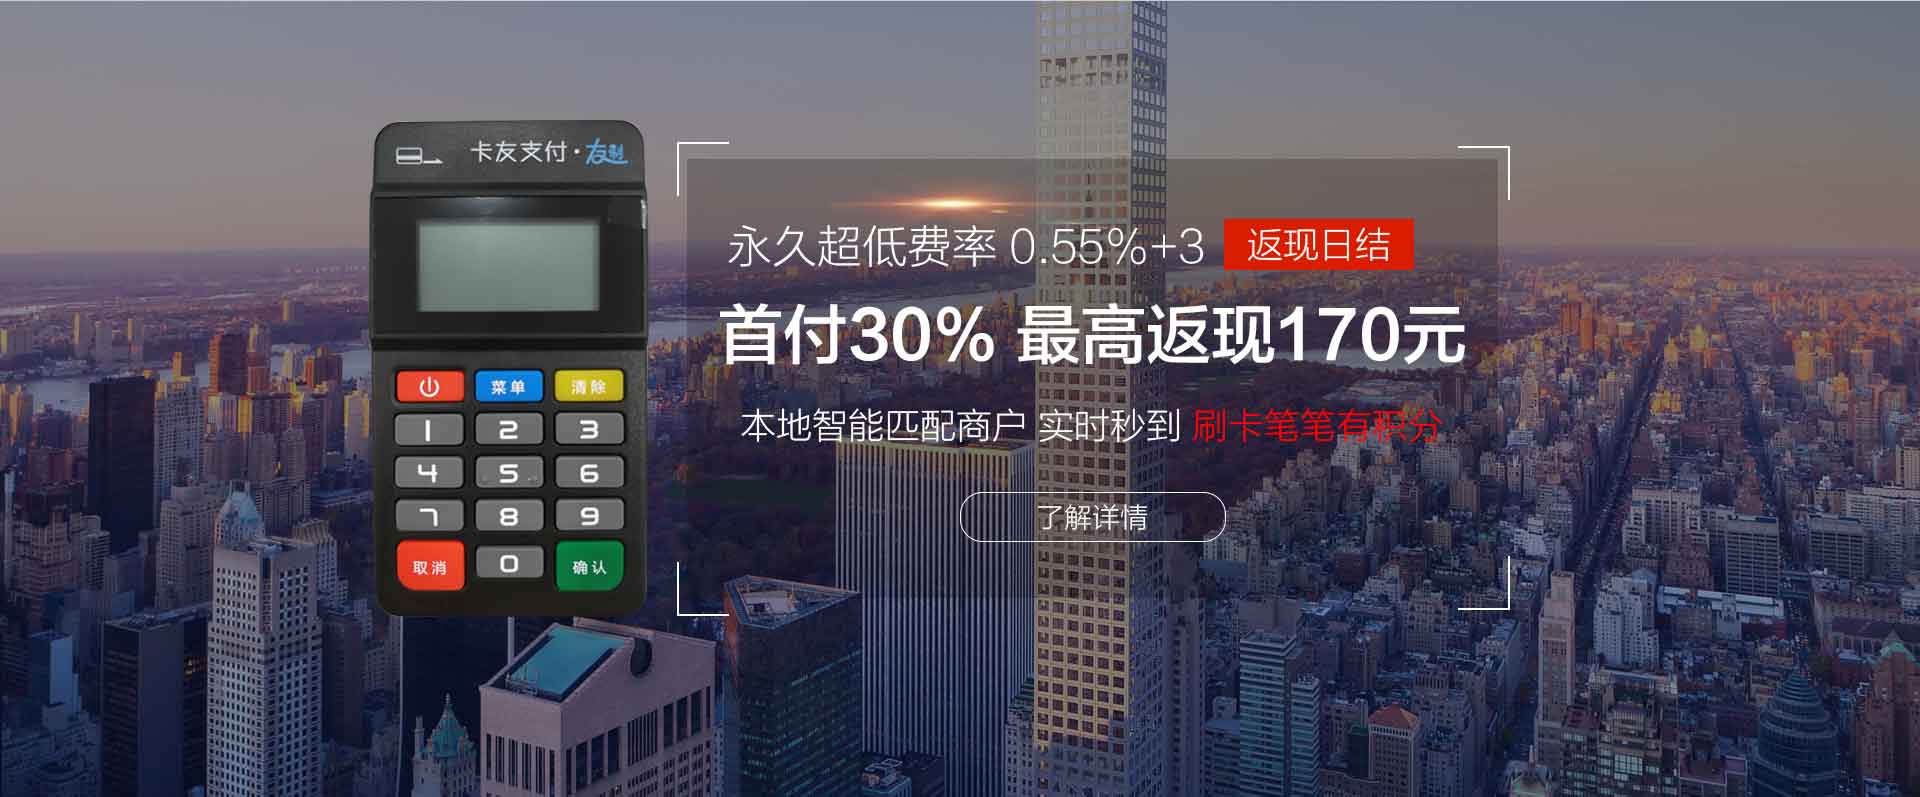 卡友支付·友刷
永久超低费率 0.55%+3 返现日结
首付30% 最高返现170元
本地智能匹配商户 实时秒到 刷卡笔笔有积分
了解详情
菜单 清除
1 2 3
4 5 6
7 8 9
取消 0 确认